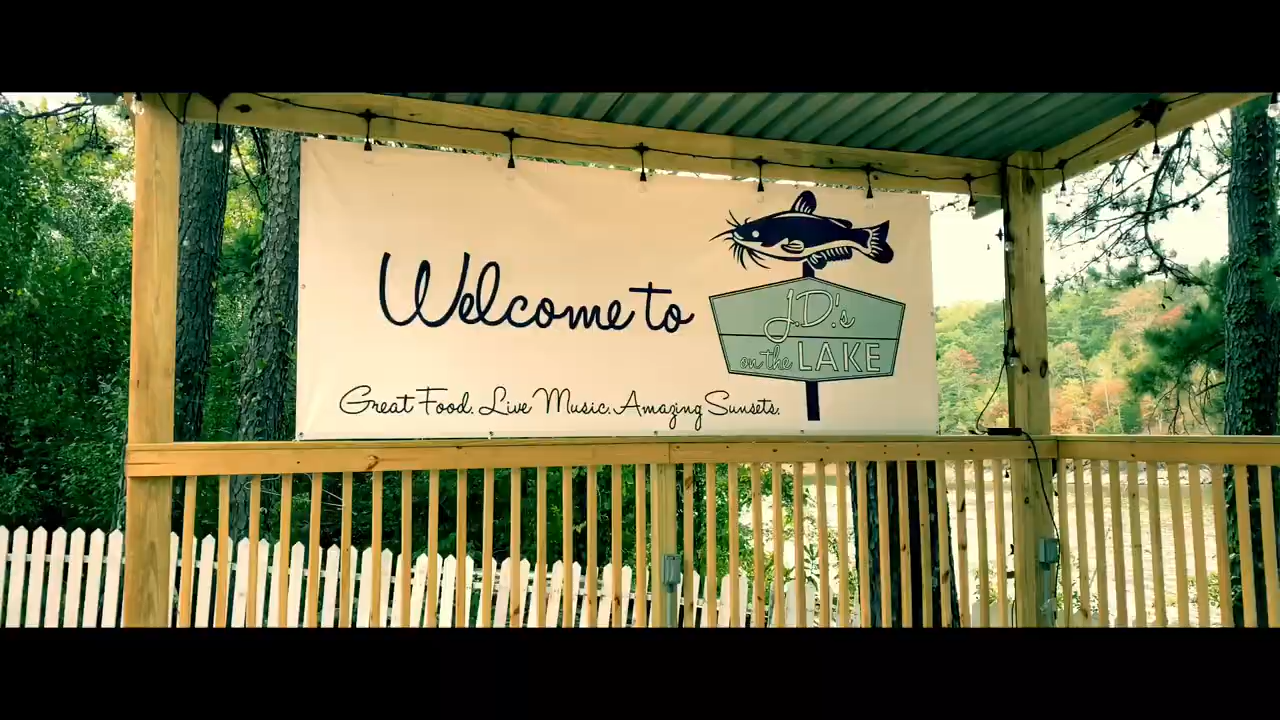 Welcome to
J.D.'s
on the LAKE
Great Food. Live Music. Amazing Sunsets.